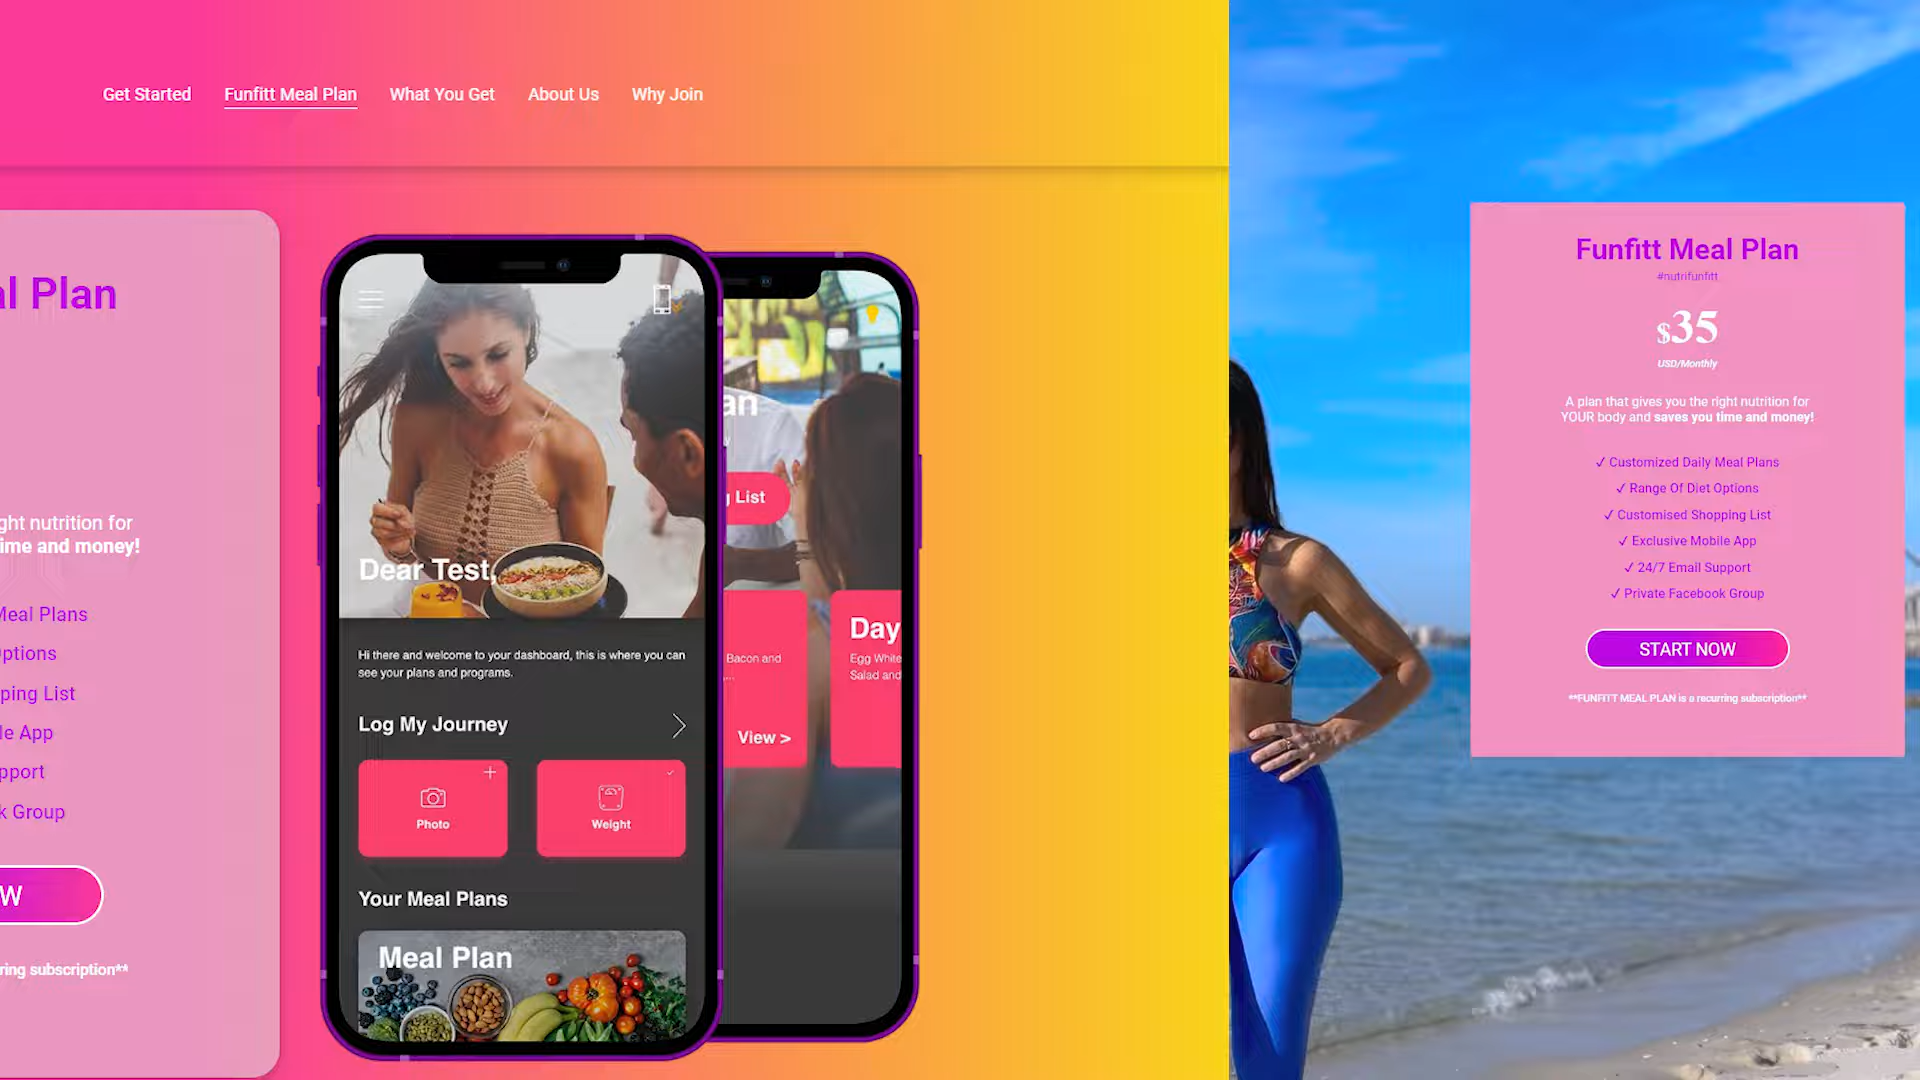 Get Started Funfitt Meal Plan What You Get About Us Why Join
al Plan
ght nutrition for
ime and money!
Meal Plans
ptions
ping List
le App
pport
k Group
W
ring subscription**
Dear Test,
Hi there and welcome to your dashboard, this is where you can
see your plans and programs.
Log My Journey
Photo
Weight
Your Meal Plans
Meal Plan
an
y
g List
Bacon and
...
View >
Day
Egg White
Salad and
Funfitt Meal Plan
#nutrifunfitt
$35
USD/Monthly
A plan that gives you the right nutrition for
YOUR body and saves you time and money!
✓ Customized Daily Meal Plans
✓ Range Of Diet Options
✓ Customised Shopping List
✓ Exclusive Mobile App
✓ 24/7 Email Support
✓ Private Facebook Group
START NOW
**FUNFITT MEAL PLAN is a recurring subscription**